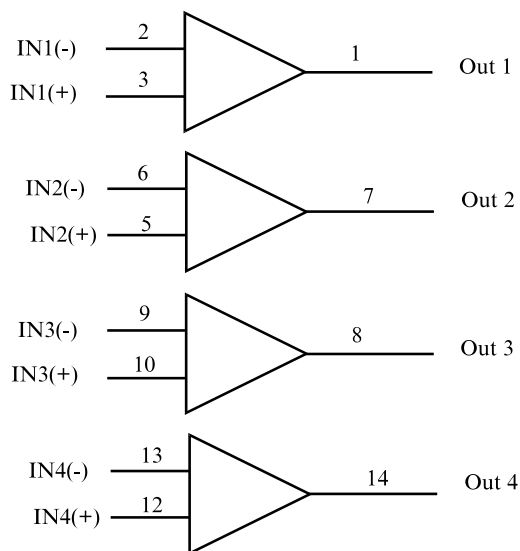 2
IN1(-)
1
Out 1
3
IN1(+)
6
IN2(-)
7
Out 2
5
IN2(+)
9
IN3(-)
8
Out 3
10
IN3(+)
13
IN4(-)
14
Out 4
12
IN4(+)